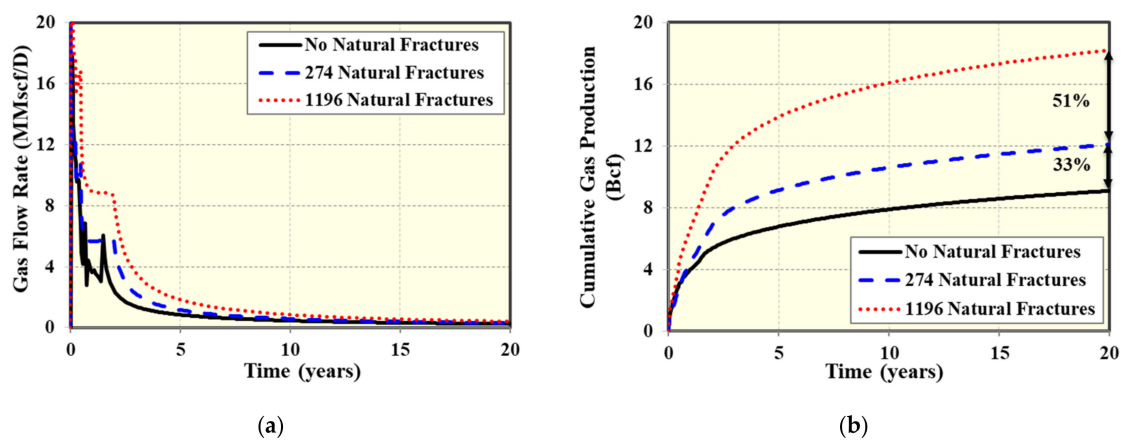 Gas Flow Rate (MMscf/D)
20
16
12
8
4
0
No Natural Fractures
274 Natural Fractures
1196 Natural Fractures
0 5 10 15 20
Time (years)
(a)
Cumulative Gas Production
(Bcf)
20
16
12
8
4
0
51%
33%
No Natural Fractures
274 Natural Fractures
1196 Natural Fractures
0 5 10 15 20
Time (years)
(b)